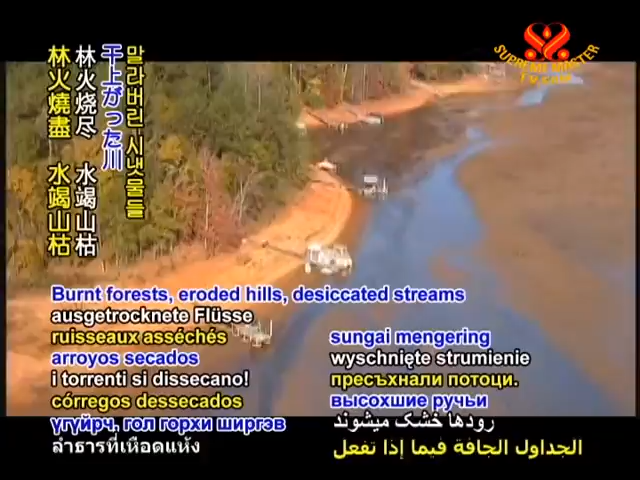 SUPREME MASTER
TV.COM
林火燒盡 水竭山枯
林火烧尽 水竭山枯
干上がった川
말라버린 시냇물들
Burnt forests, eroded hills, desiccated streams
ausgetrocknete Flüsse
ruisseaux asséchés
arroyos secados
i torrenti si dissecano!
córregos dessecados
үгүйрч, гол горхи ширгэв
ลำธารที่เหือดแห้ง
sungai mengering
wyschnięte strumienie
пресъхнали потоци.
высохшие ручьи
رودها خشک میشوند
الجداول الجافة فيما إذا تفعل